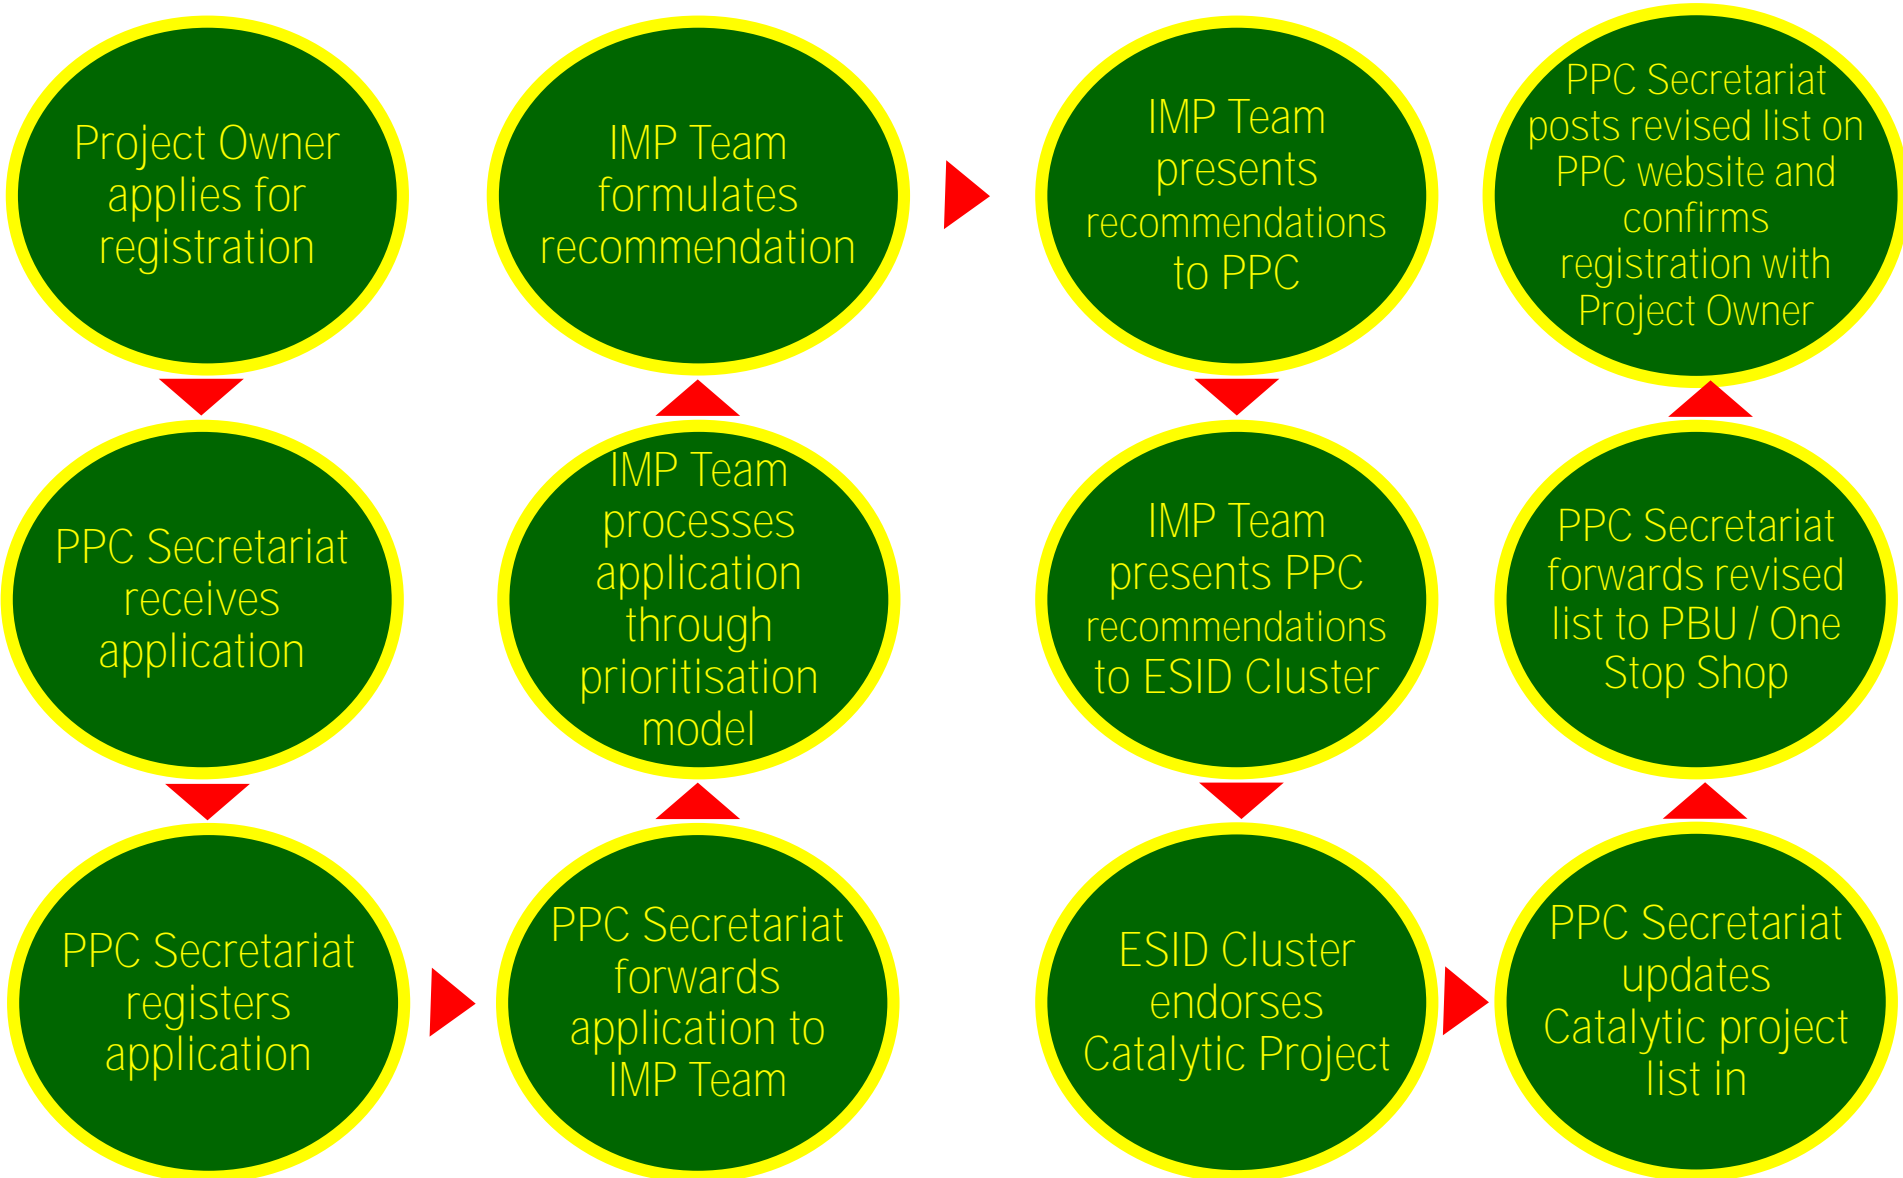 Project Owner
applies for
registration
PPC Secretariat
receives
application
PPC Secretariat
registers
application
PPC Secretariat
forwards
application to
IMP Team
IMP Team
processes
application
through
prioritisation
model
IMP Team
formulates
recommendation
IMP Team
presents
recommendations
to PPC
IMP Team
presents PPC
recommendations
to ESID Cluster
ESID Cluster
endorses
Catalytic Project
PPC Secretariat
updates
Catalytic project
list in
PPC Secretariat
forwards revised
list to PBU / One
Stop Shop
PPC Secretariat
posts revised list on
PPC website and
confirms
registration with
Project Owner